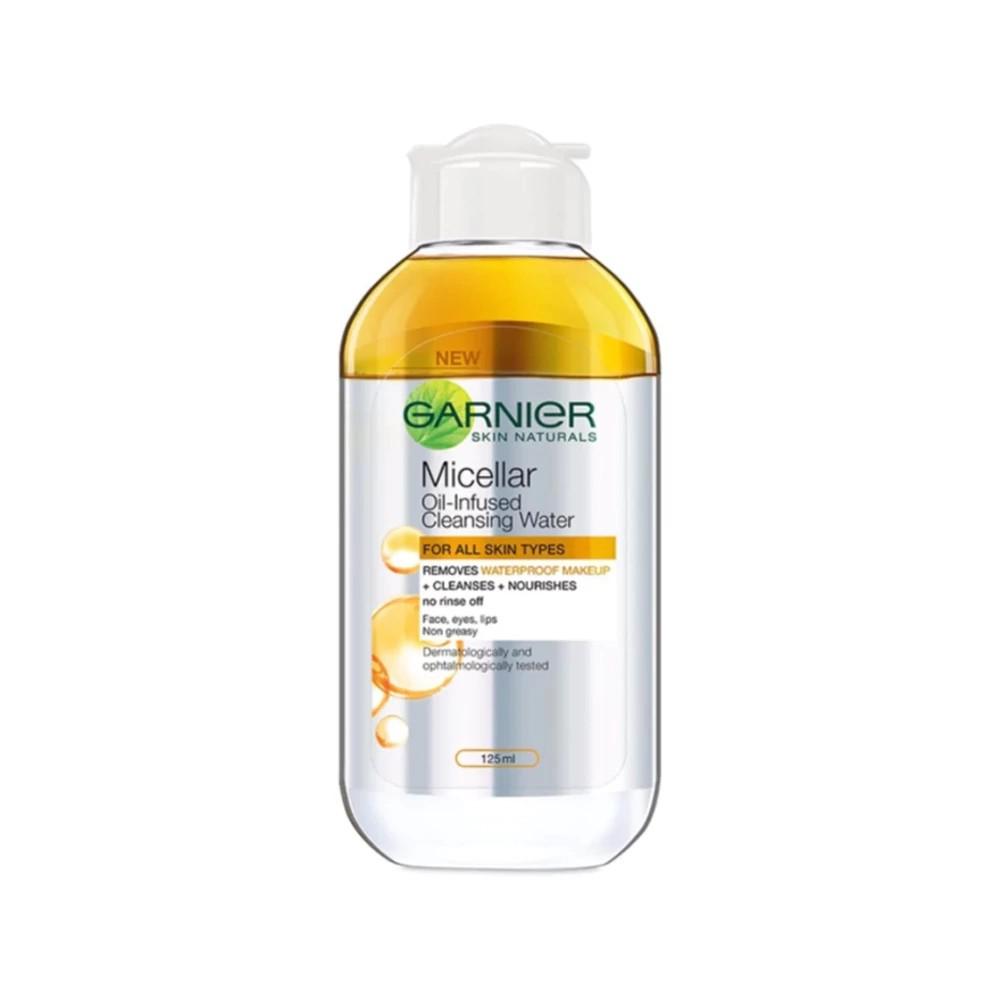 NEW
GARNIER
SKIN NATURALS
Micellar
Oil-Infused
Cleansing Water
FOR ALL SKIN TYPES
REMOVES WATERPROOF MAKEUP
+ CLEANSES + NOURISHES
no rinse off
Face, eyes, lips
Non greasy
Dermatologically and
ophtalmologically tested
125ml